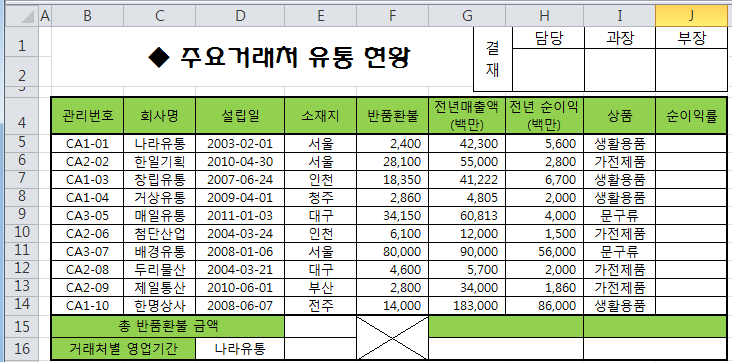 A B C D E F G H I J
1 ◆ 주요거래처 유통 현황 결재 담당 과장 부장
2
3
4 관리번호 회사명 설립일 소재지 반품환불 전년매출액(백만) 전년 순이익(백만) 상품 순이익률
5 CA1-01 나라유통 2003-02-01 서울 2,400 42,300 5,600 생활용품
6 CA2-02 한일기획 2010-04-30 서울 28,100 55,000 2,800 가전제품
7 CA1-03 창립유통 2007-06-24 인천 18,350 41,222 6,700 생활용품
8 CA1-04 거상유통 2009-04-01 청주 2,860 4,805 2,000 생활용품
9 CA3-05 매일유통 2011-01-03 대구 34,150 60,813 4,000 문구류
10 CA2-06 첨단산업 2004-03-24 인천 6,100 12,000 1,500 가전제품
11 CA3-07 배경유통 2008-01-06 서울 80,000 90,000 56,000 문구류
12 CA2-08 두리물산 2004-03-21 대구 4,600 5,700 2,000 가전제품
13 CA2-09 제일통신 2010-06-01 부산 2,800 34,000 1,860 가전제품
14 CA1-10 한명상사 2008-06-07 전주 14,000 183,000 86,000 생활용품
15 총 반품환불 금액
16 거래처별 영업기간 나라유통